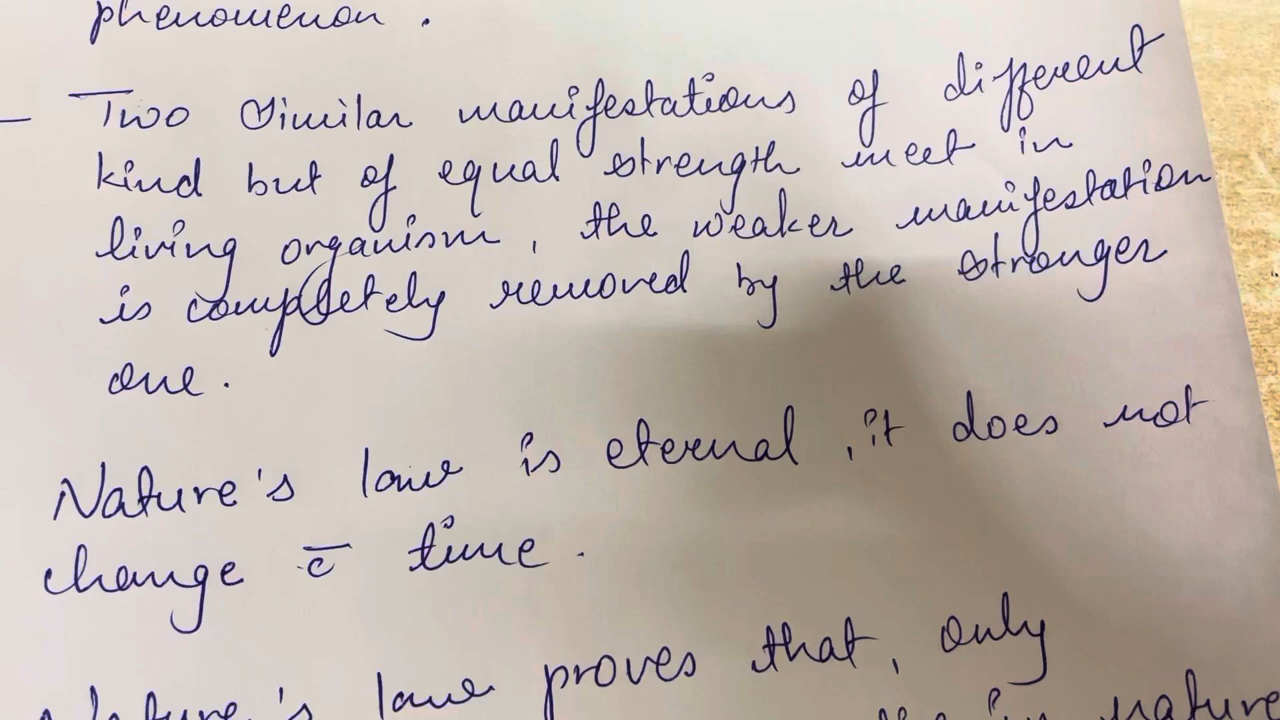 phenomenon.
– Two Similar manifestations of different
kind but of equal strength meet in
living organism, the weaker manifestation
is completely removed by the stronger
one.
Nature's law is eternal, it does not
change c̄ time.
Nature's law proves that, only
in nature